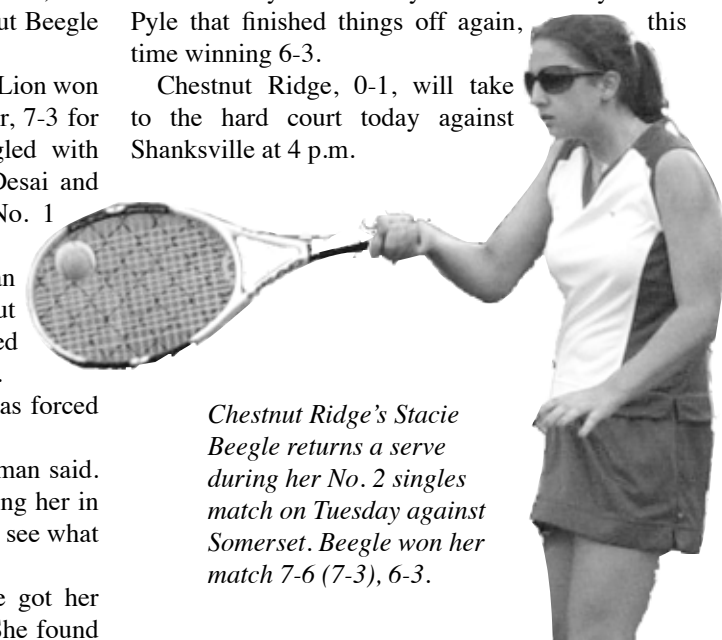 ut Beegle
Lion won
r, 7-3 for
gled with
Desai and
No. 1
an
ut
ed
.
as forced
man said.
ng her in
see what
e got her
She found
Pyle that finished things off again, this
time winning 6-3.
Chestnut Ridge, 0-1, will take
to the hard court today against
Shanksville at 4 p.m.
Chestnut Ridge's Stacie
Beegle returns a serve
during her No. 2 singles
match on Tuesday against
Somerset. Beegle won her
match 7-6 (7-3), 6-3.